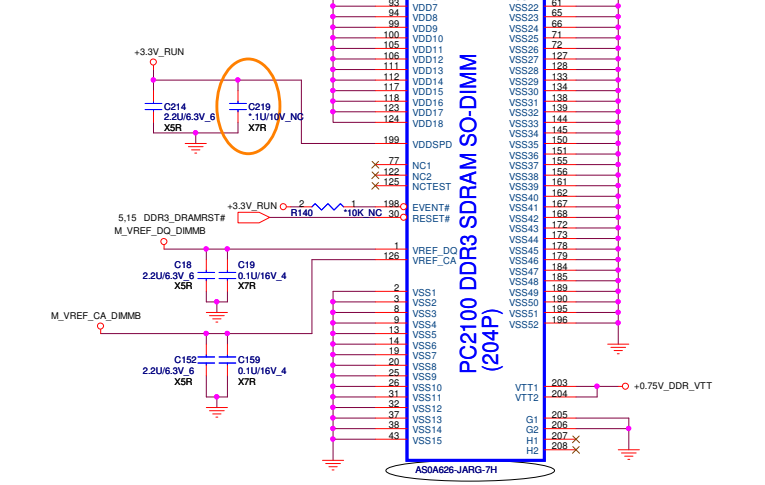 93 VDD7 VSS22 61
94 VDD8 VSS23 65
99 VDD9 VSS24 66
100 VDD10 VSS25 71
105 VDD11 VSS26 72
106 VDD12 VSS27 127
111 VDD13 VSS28 128
112 VDD14 VSS29 133
117 VDD15 VSS30 134
118 VDD16 VSS31 138
123 VDD17 VSS32 139
124 VDD18 VSS33 144
VSS34 145
199 VDDSPD VSS35 150
VSS36 151
77 NC1 VSS37 155
122 NC2 VSS38 156
125 NCTEST VSS39 161
VSS40 162
198 EVENT# VSS41 167
30 RESET# VSS42 168
VSS43 172
VSS44 173
1 VREF_DQ VSS45 178
126 VREF_CA VSS46 179
VSS47 184
VSS48 185
2 VSS1 VSS49 189
3 VSS2 VSS50 190
8 VSS3 VSS51 195
9 VSS4 VSS52 196
13 VSS5
14 VSS6
19 VSS7
20 VSS8
25 VSS9
26 VSS10 VTT1 203
31 VSS11 VTT2 204
32 VSS12
37 VSS13 G1 205
38 VSS14 G2 206
43 VSS15 H1 207
H2 208
PC2100 DDR3 SDRAM SO-DIMM
(204P)
AS0A626-JARG-7H
+3.3V_RUN
C214
2.2U/6.3V_6
X5R
C219
*.1U/10V_NC
X7R
+3.3V_RUN 2 1
R140 *10K_NC
5,15 DDR3_DRAMRST#
M_VREF_DQ_DIMMB
C18
2.2U/6.3V_6
X5R
C19
0.1U/16V_4
X7R
M_VREF_CA_DIMMB
C152
2.2U/6.3V_6
X5R
C159
0.1U/16V_4
X7R
+0.75V_DDR_VTT